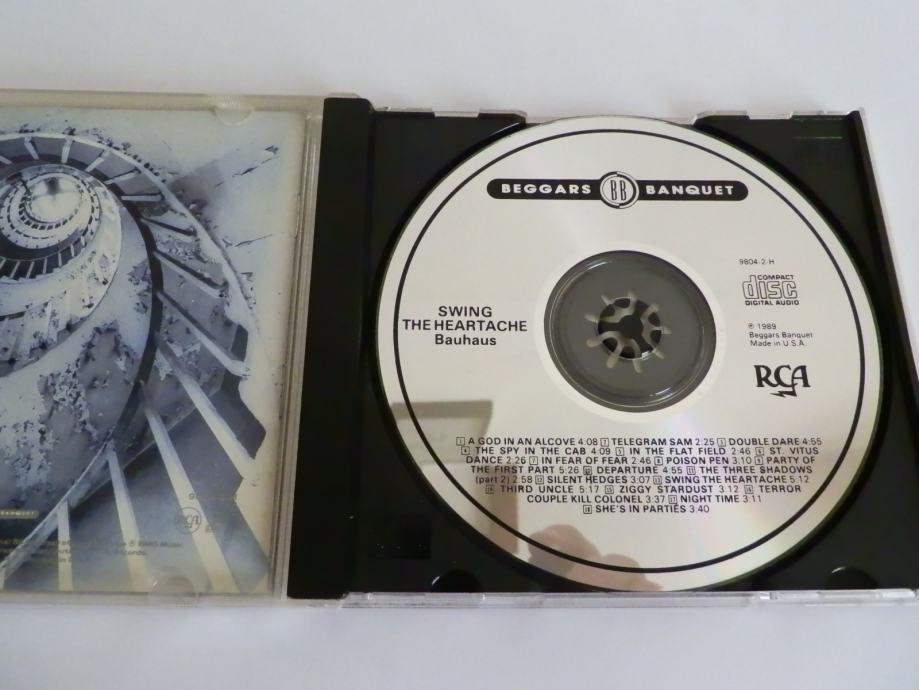 BEGGARS BB BANQUET
9804-2-H
COMPACT
disc
DIGITAL AUDIO
SWING
THE HEARTACHE
Bauhaus
℗ 1989
Beggars Banquet
Made in U.S.A.
RCA
1 A GOD IN AN ALCOVE 4:08 2 TELEGRAM SAM 2:25 3 DOUBLE DARE 4:55
4 THE SPY IN THE CAB 4:09 5 IN THE FLAT FIELD 2:46 6 ST. VITUS
DANCE 2:26 7 IN FEAR OF FEAR 2:46 8 POISON PEN 3:10 9 PARTY OF
THE FIRST PART 5:26 10 DEPARTURE 4:55 11 THE THREE SHADOWS
(part 2) 2:58 12 SILENT HEDGES 3:07 13 SWING THE HEARTACHE 5:12
14 THIRD UNCLE 5:17 15 ZIGGY STARDUST 3:12 16 TERROR
COUPLE KILL COLONEL 3:37 17 NIGHT TIME 3:11
18 SHE'S IN PARTIES 3:40
RCA
Records.